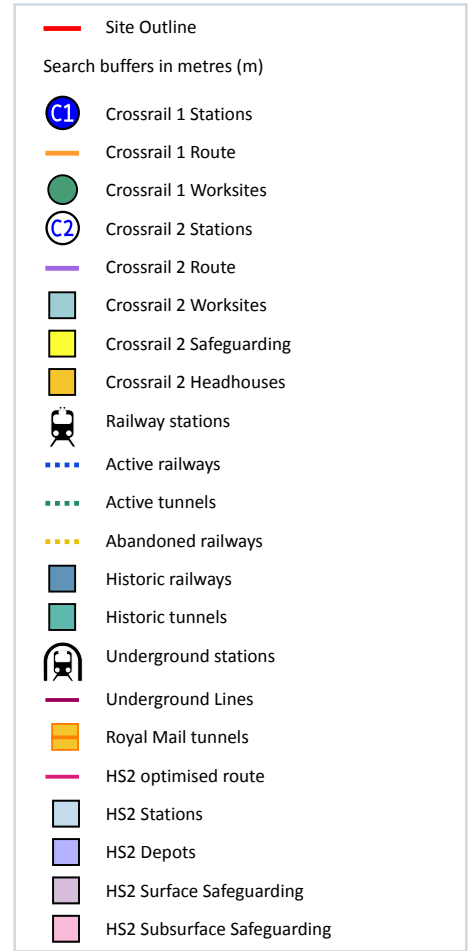 Site Outline
Search buffers in metres (m)
C1 Crossrail 1 Stations
Crossrail 1 Route
Crossrail 1 Worksites
C2 Crossrail 2 Stations
Crossrail 2 Route
Crossrail 2 Worksites
Crossrail 2 Safeguarding
Crossrail 2 Headhouses
Railway stations
Active railways
Active tunnels
Abandoned railways
Historic railways
Historic tunnels
Underground stations
Underground Lines
Royal Mail tunnels
HS2 optimised route
HS2 Stations
HS2 Depots
HS2 Surface Safeguarding
HS2 Subsurface Safeguarding